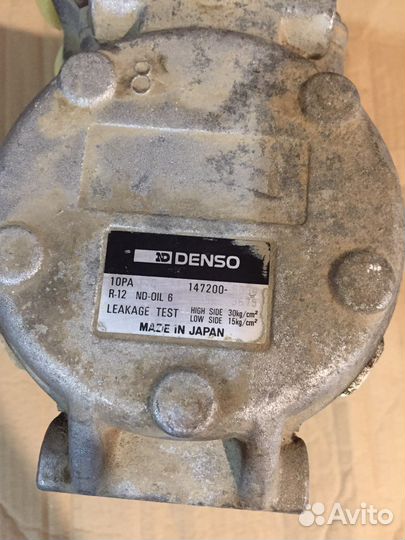 8
ND DENSO
10PA 147200-
R-12 ND-OIL 6
LEAKAGE TEST HIGH SIDE 30kg/cm²
LOW SIDE 15kg/cm²
MADE IN JAPAN
Avito